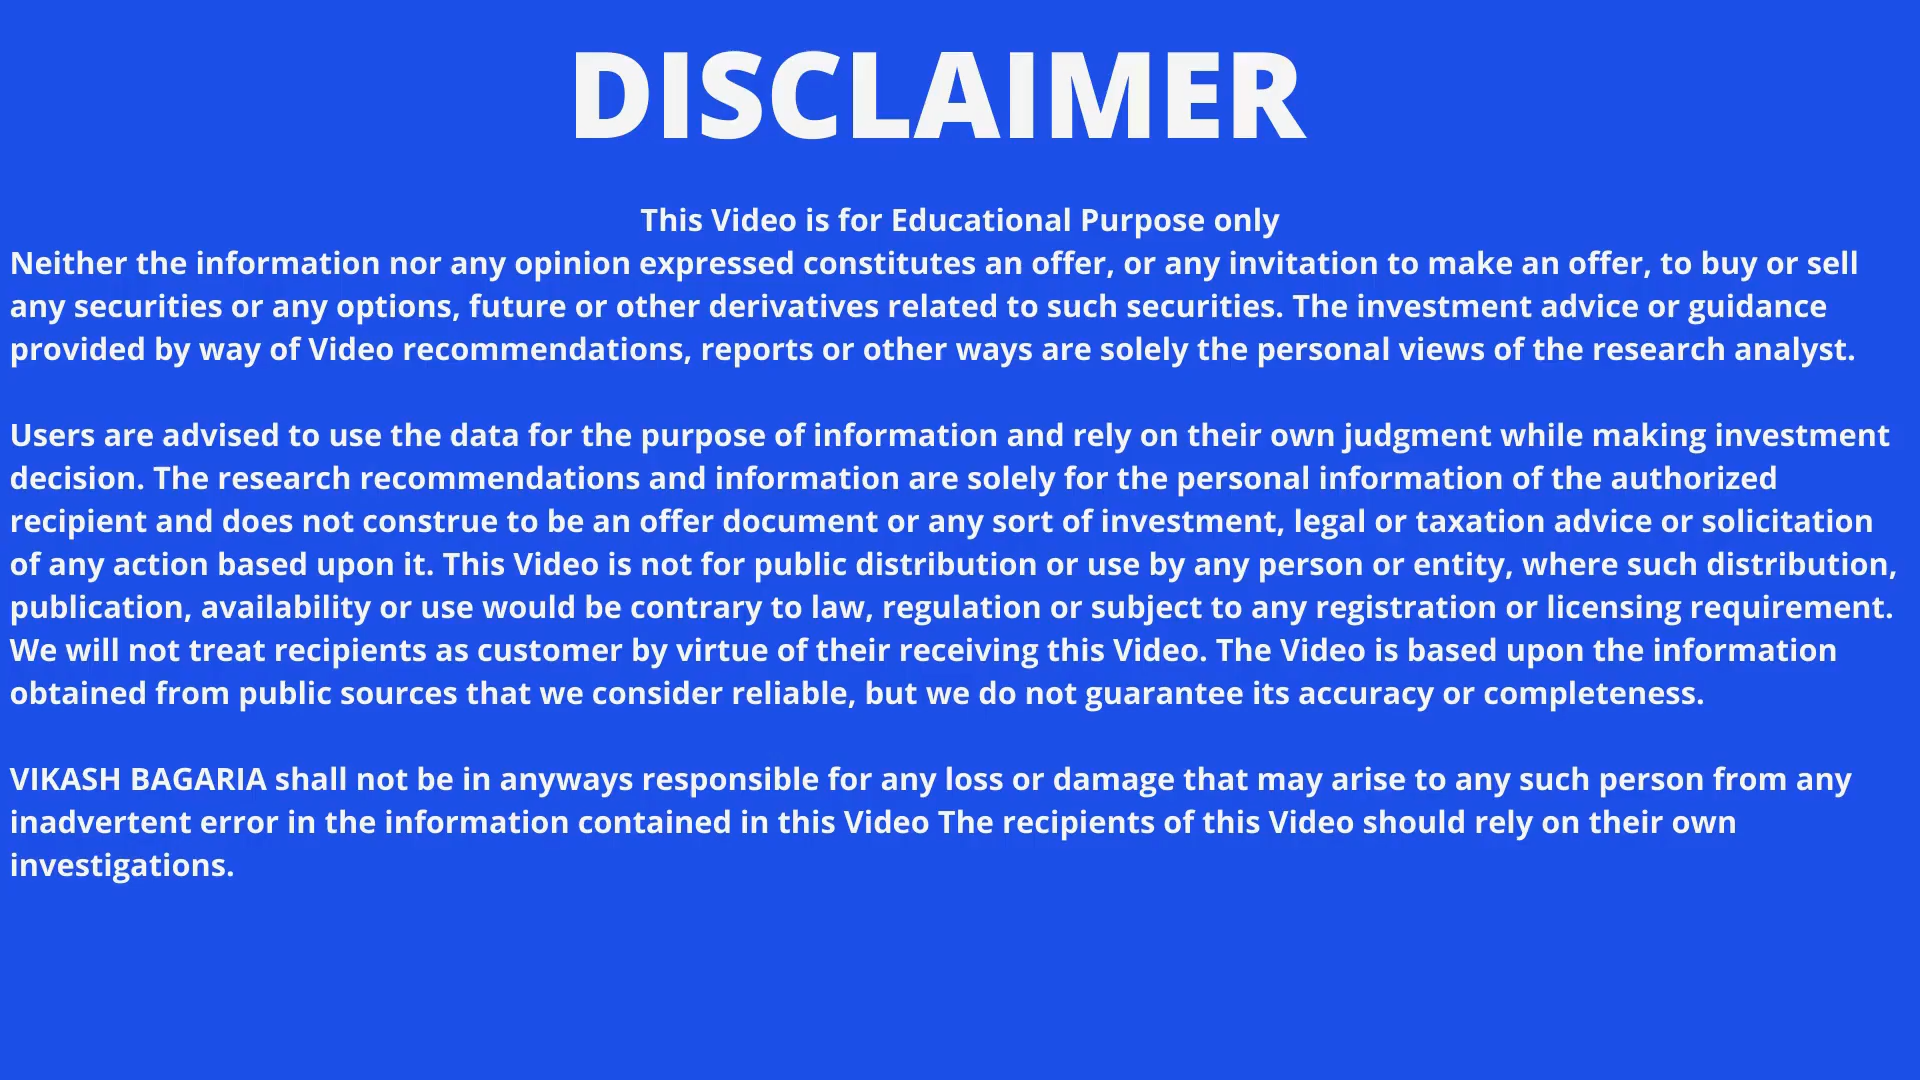 DISCLAIMER
This Video is for Educational Purpose only
Neither the information nor any opinion expressed constitutes an offer, or any invitation to make an offer, to buy or sell
any securities or any options, future or other derivatives related to such securities. The investment advice or guidance
provided by way of Video recommendations, reports or other ways are solely the personal views of the research analyst.
Users are advised to use the data for the purpose of information and rely on their own judgment while making investment
decision. The research recommendations and information are solely for the personal information of the authorized
recipient and does not construe to be an offer document or any sort of investment, legal or taxation advice or solicitation
of any action based upon it. This Video is not for public distribution or use by any person or entity, where such distribution,
publication, availability or use would be contrary to law, regulation or subject to any registration or licensing requirement.
We will not treat recipients as customer by virtue of their receiving this Video. The Video is based upon the information
obtained from public sources that we consider reliable, but we do not guarantee its accuracy or completeness.
VIKASH BAGARIA shall not be in anyways responsible for any loss or damage that may arise to any such person from any
inadvertent error in the information contained in this Video The recipients of this Video should rely on their own
investigations.